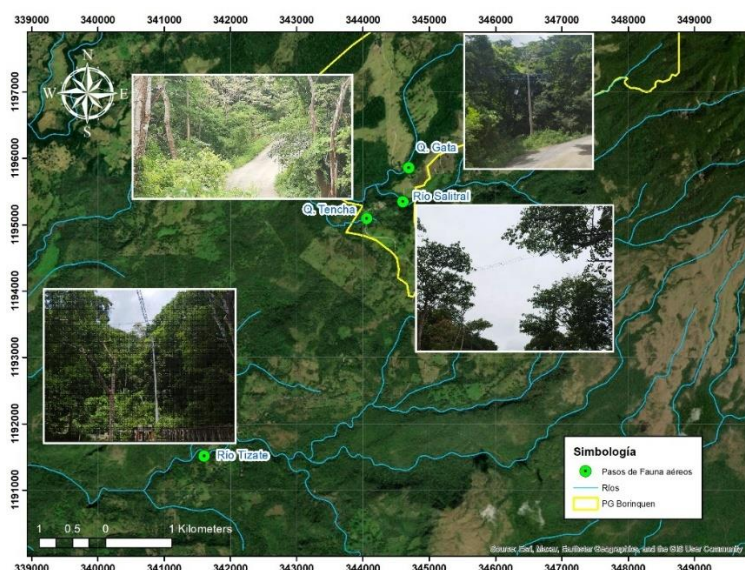 339000 340000 341000 342000 343000 344000 345000 346000 347000 348000 349000
1197000
1196000
1195000
1194000
1193000
1192000
1191000
N
W E
S
Q. Gata
Río Salitral
Q. Tencha
Río Tizate
Simbología
Pasos de Fauna aéreos
Ríos
PG Borinquen
1 0.5 0 1 Kilometers
Source: Esri, Maxar, Earthstar Geographics, and the GIS User Community
339000 340000 341000 342000 343000 344000 345000 346000 347000 348000 349000